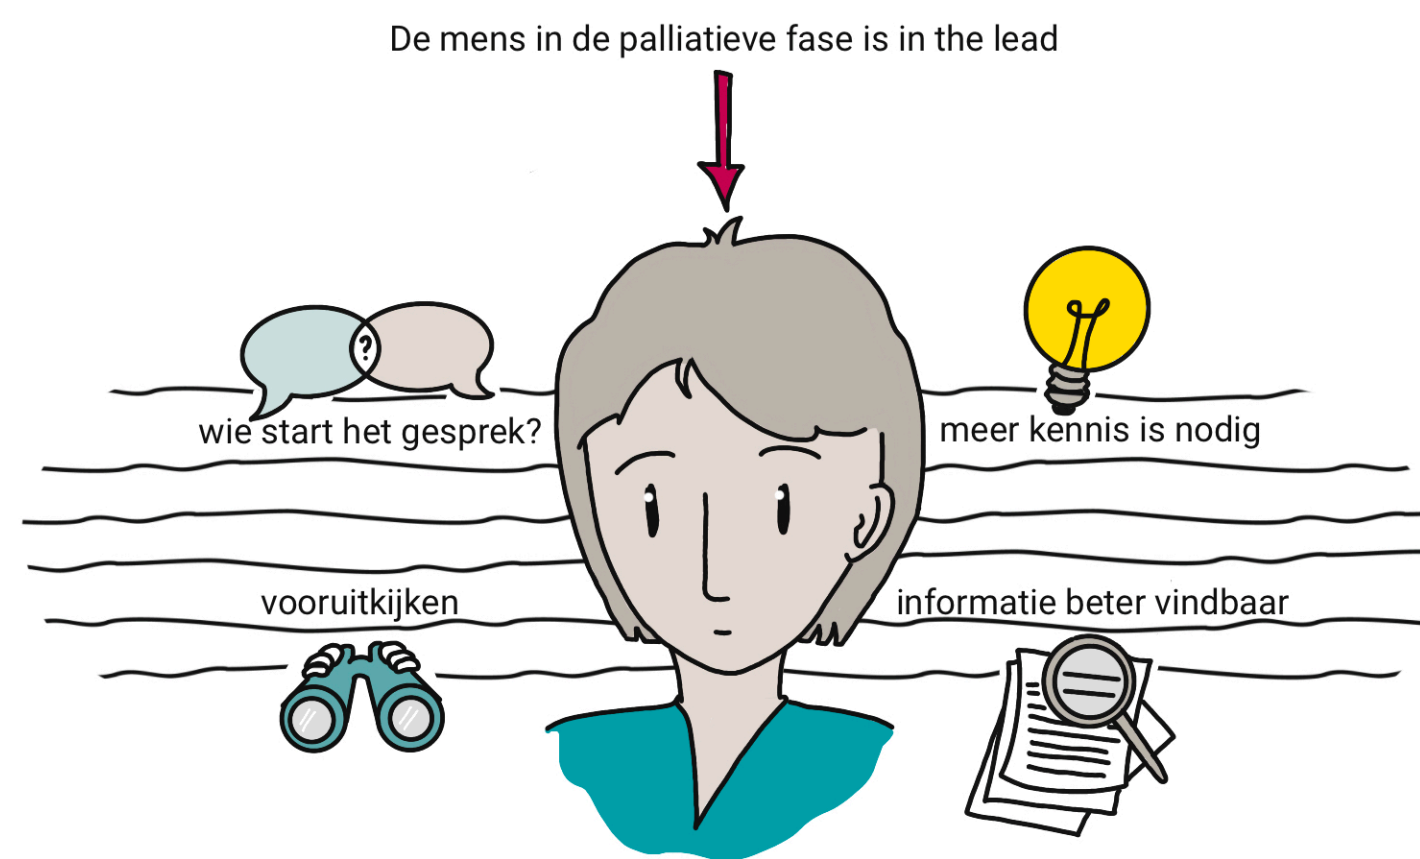 De mens in de palliatieve fase is in the lead
?
wie start het gesprek?
meer kennis is nodig
vooruitkijken
informatie beter vindbaar